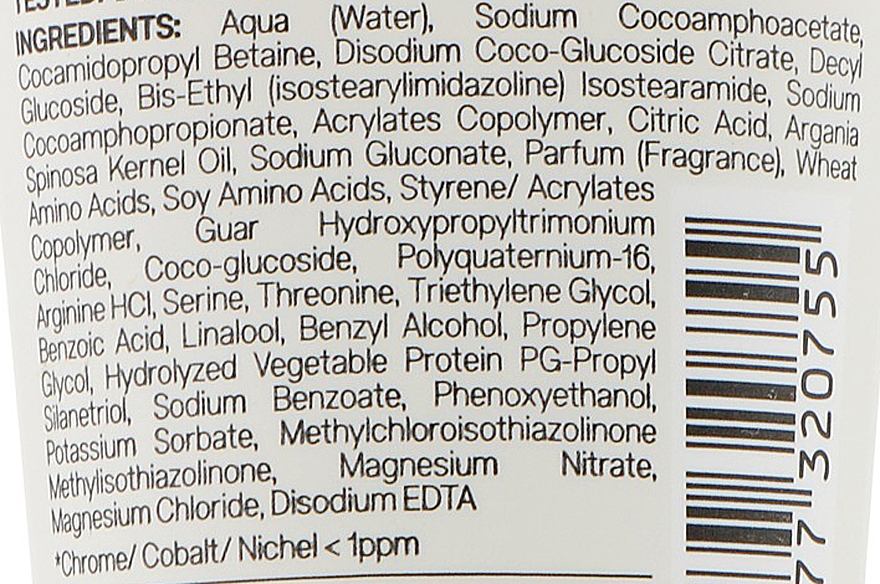 INGREDIENTS: Aqua (Water), Sodium Cocoamphoacetate,
Cocamidopropyl Betaine, Disodium Coco-Glucoside Citrate, Decyl
Glucoside, Bis-Ethyl (isostearylimidazoline) Isostearamide, Sodium
Cocoamphopropionate, Acrylates Copolymer, Citric Acid, Argania
Spinosa Kernel Oil, Sodium Gluconate, Parfum (Fragrance), Wheat
Amino Acids, Soy Amino Acids, Styrene/ Acrylates
Copolymer, Guar Hydroxypropyltrimonium
Chloride, Coco-glucoside, Polyquaternium-16,
Arginine HCl, Serine, Threonine, Triethylene Glycol,
Benzoic Acid, Linalool, Benzyl Alcohol, Propylene
Glycol, Hydrolyzed Vegetable Protein PG-Propyl
Silanetriol, Sodium Benzoate, Phenoxyethanol,
Potassium Sorbate, Methylchloroisothiazolinone
Methylisothiazolinone, Magnesium Nitrate,
Magnesium Chloride, Disodium EDTA
*Chrome/ Cobalt/ Nichel < 1ppm
77 320755